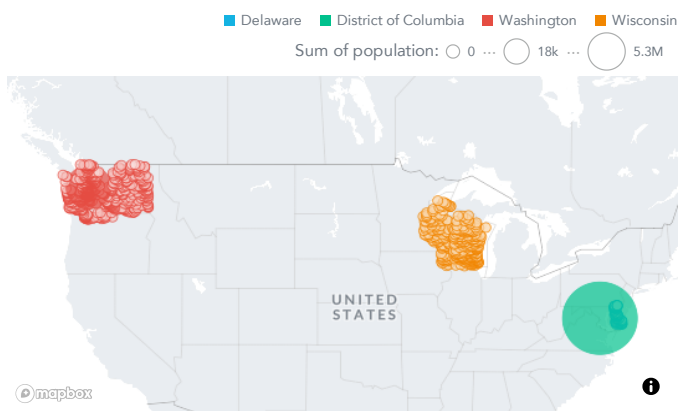 Delaware District of Columbia Washington Wisconsin
Sum of population: 0 ... 18k ... 5.3M
UNITED
STATES
mapbox
i